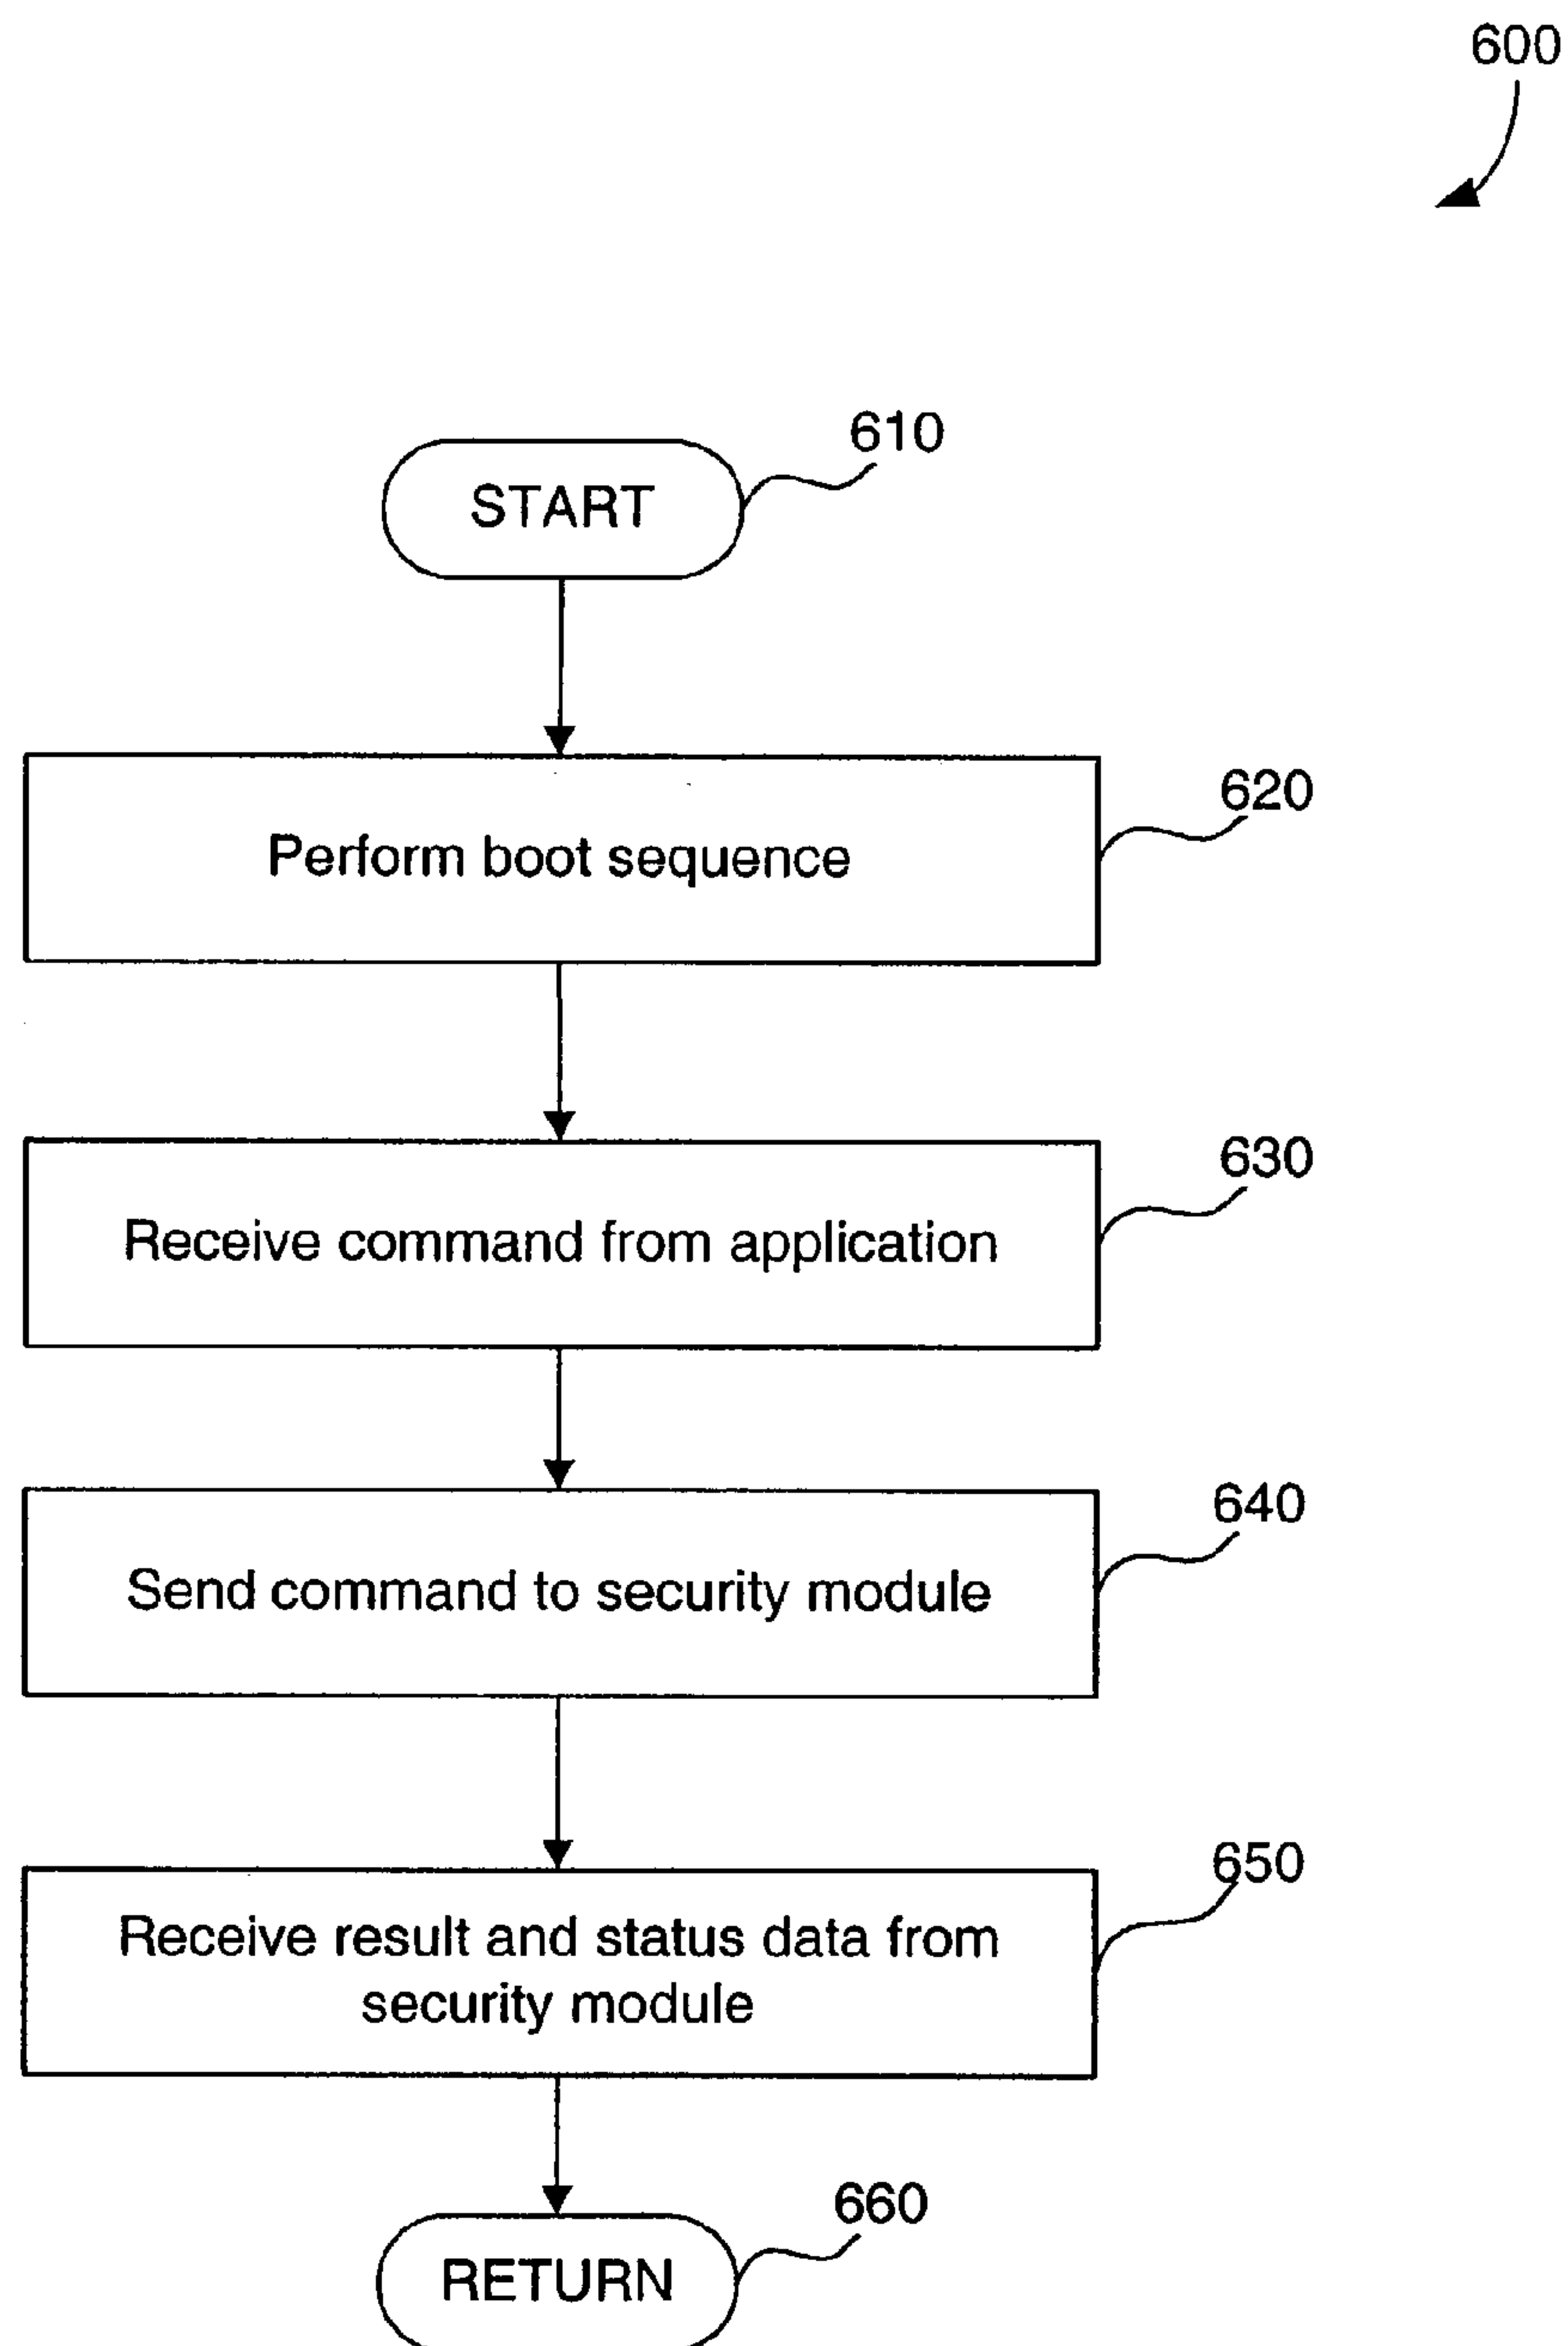 600
610
START
620
Perform boot sequence
630
Receive command from application
640
Send command to security module
650
Receive result and status data from
security module
660
RETURN